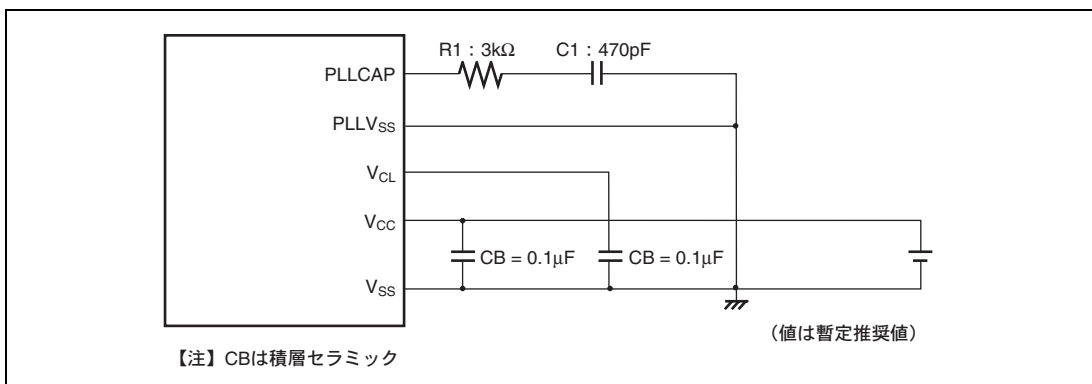 R1：3kΩ C1：470pF
PLLCAP
PLLVSS
VCL
VCC
CB = 0.1μF CB = 0.1μF
VSS
（値は暫定推奨値）
【注】CBは積層セラミック